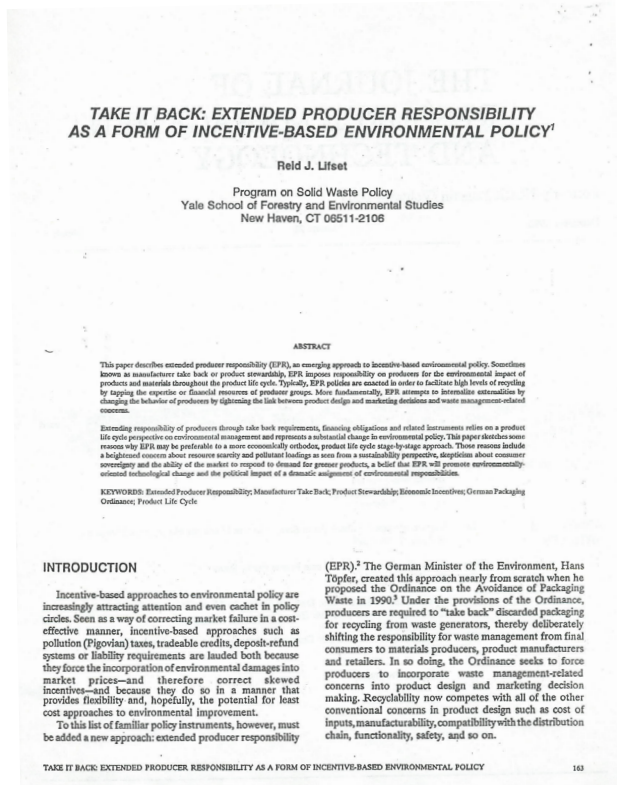 TAKE IT BACK: EXTENDED PRODUCER RESPONSIBILITY
AS A FORM OF INCENTIVE-BASED ENVIRONMENTAL POLICY¹
Reid J. Lifset
Program on Solid Waste Policy
Yale School of Forestry and Environmental Studies
New Haven, CT 06511-2106
ABSTRACT
This paper describes extended producer responsibility (EPR), an emerging approach to incentive-based environmental policy. Sometimes
known as manufacturer take back or product stewardship, EPR imposes responsibility on producers for the environmental impact of
products and materials throughout the product life cycle. Typically, EPR policies are enacted in order to facilitate high levels of recycling
by tapping the expertise or financial resources of producer groups. More fundamentally, EPR attempts to internalize externalities by
changing the behavior of producers by tightening the link between product design and marketing decisions and waste management-related
concerns.
Extending responsibility of producers through take back requirements, financing obligations and related instruments relies on a product
life cycle perspective on environmental management and represents a substantial change in environmental policy. This paper sketches some
reasons why EPR may be preferable to a more economically orthodox, product life cycle stage-by-stage approach. Those reasons include
a heightened concern about resource scarcity and pollutant loadings as seen from a sustainability perspective, skepticism about consumer
sovereignty and the ability of the market to respond to demand for greener products, a belief that EPR will promote environmentally-
oriented technological change and the political impact of a dramatic assignment of environmental responsibilities.
KEYWORDS: Extended Producer Responsibility; Manufacturer Take Back; Product Stewardship; Economic Incentives; German Packaging
Ordinance; Product Life Cycle
INTRODUCTION
Incentive-based approaches to environmental policy are
increasingly attracting attention and even cachet in policy
circles. Seen as a way of correcting market failure in a cost-
effective manner, incentive-based approaches such as
pollution (Pigovian) taxes, tradeable credits, deposit-refund
systems or liability requirements are lauded both because
they force the incorporation of environmental damages into
market prices—and therefore correct skewed
incentives—and because they do so in a manner that
provides flexibility and, hopefully, the potential for least
cost approaches to environmental improvement.
To this list of familiar policy instruments, however, must
be added a new approach: extended producer responsibility
(EPR).² The German Minister of the Environment, Hans
Töpfer, created this approach nearly from scratch when he
proposed the Ordinance on the Avoidance of Packaging
Waste in 1990.³ Under the provisions of the Ordinance,
producers are required to "take back" discarded packaging
for recycling from waste generators, thereby deliberately
shifting the responsibility for waste management from final
consumers to materials producers, product manufacturers
and retailers. In so doing, the Ordinance seeks to force
producers to incorporate waste management-related
concerns into product design and marketing decision
making. Recyclability now competes with all of the other
conventional concerns in product design such as cost of
inputs, manufacturability, compatibility with the distribution
chain, functionality, safety, and so on.
TAKE IT BACK: EXTENDED PRODUCER RESPONSIBILITY AS A FORM OF INCENTIVE-BASED ENVIRONMENTAL POLICY
163